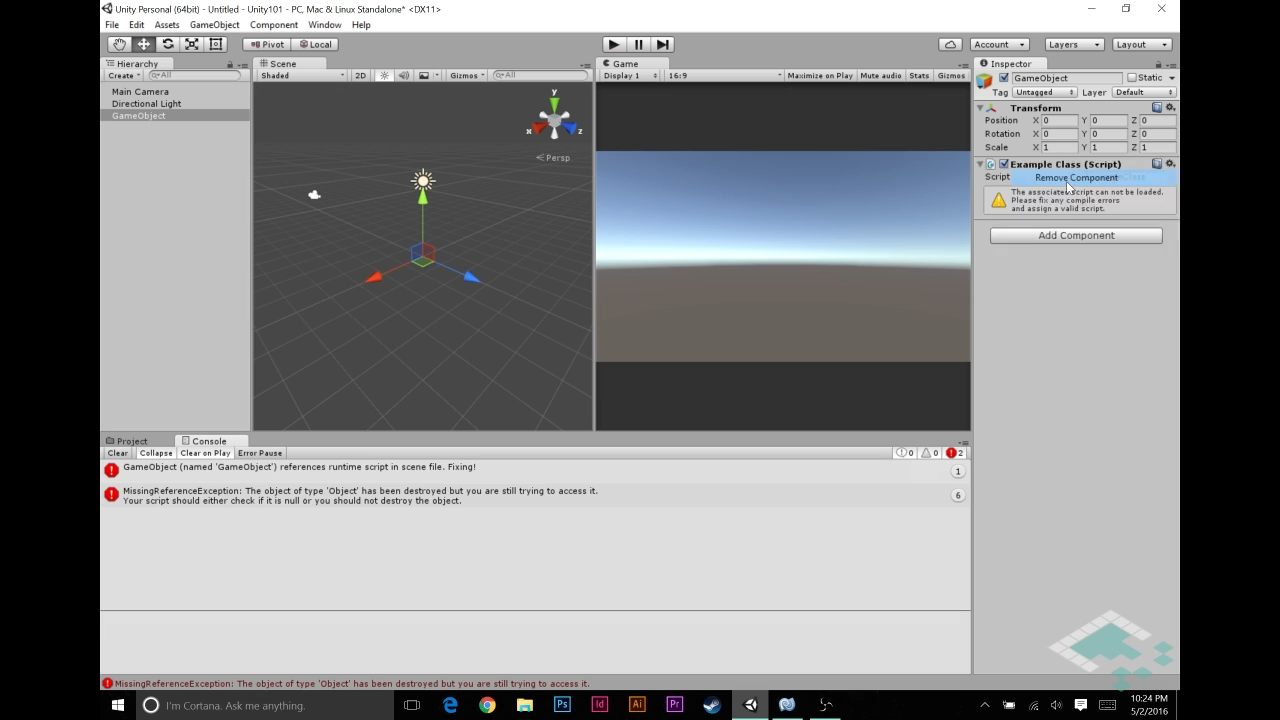 Unity Personal (64bit) - Untitled - Unity101 - PC, Mac & Linux Standalone* <DX11>
File Edit Assets GameObject Component Window Help
Pivot Local Account Layers Layout
Hierarchy Scene Game Inspector
Create All Shaded 2D Gizmos All Display 1 16:9 Maximize on Play Mute audio Stats Gizmos
GameObject Static
Tag Untagged Layer Default
Main Camera
Directional Light
GameObject
y
x z
Persp
Transform
Position X 0 Y 0 Z 0
Rotation X 0 Y 0 Z 0
Scale X 1 Y 1 Z 1
Example Class (Script)
Script Remove Component
The associated script can not be loaded.
Please fix any compile errors
and assign a valid script.
Add Component
Project Console
Clear Collapse Clear on Play Error Pause 0 0 2
GameObject (named 'GameObject') references runtime script in scene file. Fixing! 1
MissingReferenceException: The object of type 'Object' has been destroyed but you are still trying to access it.
Your script should either check if it is null or you should not destroy the object. 6
MissingReferenceException: The object of type 'Object' has been destroyed but you are still trying to access it.
I'm Cortana. Ask me anything. Ps Id Ai Pr
10:24 PM
5/2/2016